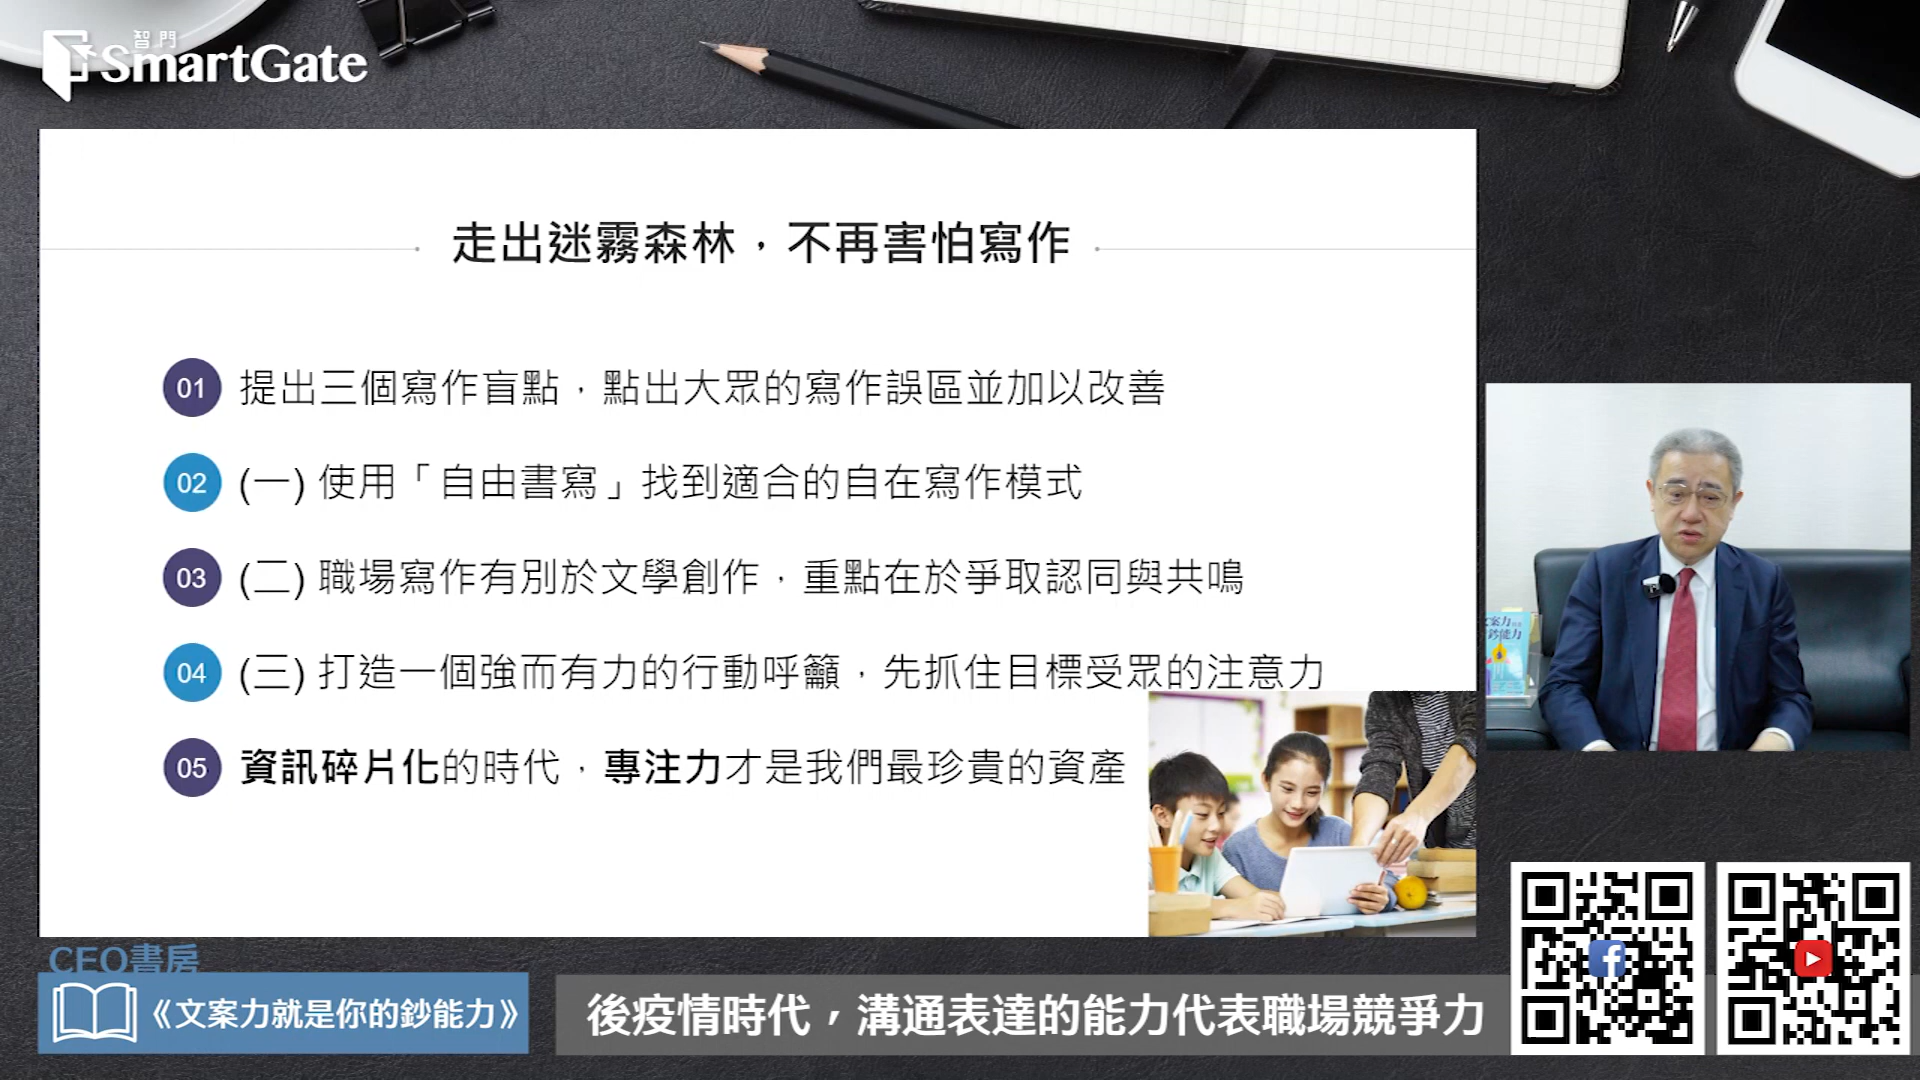 智門
SmartGate
走出迷霧森林，不再害怕寫作
01 提出三個寫作盲點，點出大眾的寫作誤區並加以改善
02 (一) 使用「自由書寫」找到適合的自在寫作模式
03 (二) 職場寫作有別於文學創作，重點在於爭取認同與共鳴
04 (三) 打造一個強而有力的行動呼籲，先抓住目標受眾的注意力
05 資訊碎片化的時代，專注力才是我們最珍貴的資產
文案力
鈔能力
CEO書房
《文案力就是你的鈔能力》
後疫情時代，溝通表達的能力代表職場競爭力